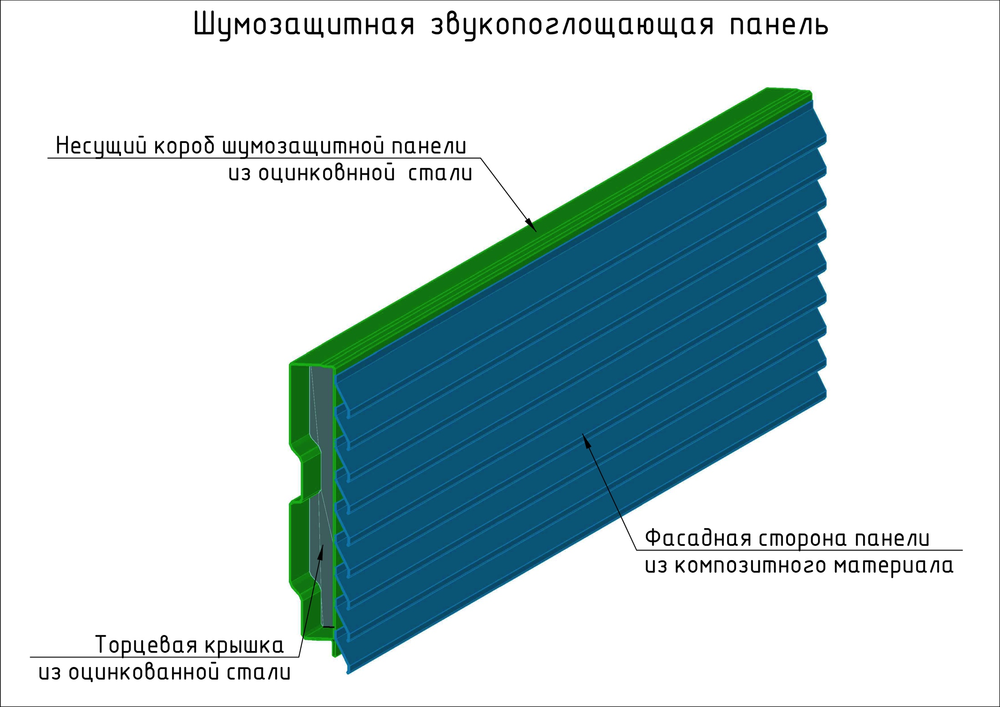 Шумозащитная звукопоглощающая панель
Несущий короб шумозащитной панели
из оцинковнной стали
Фасадная сторона панели
из композитного материала
Торцевая крышка
из оцинкованной стали